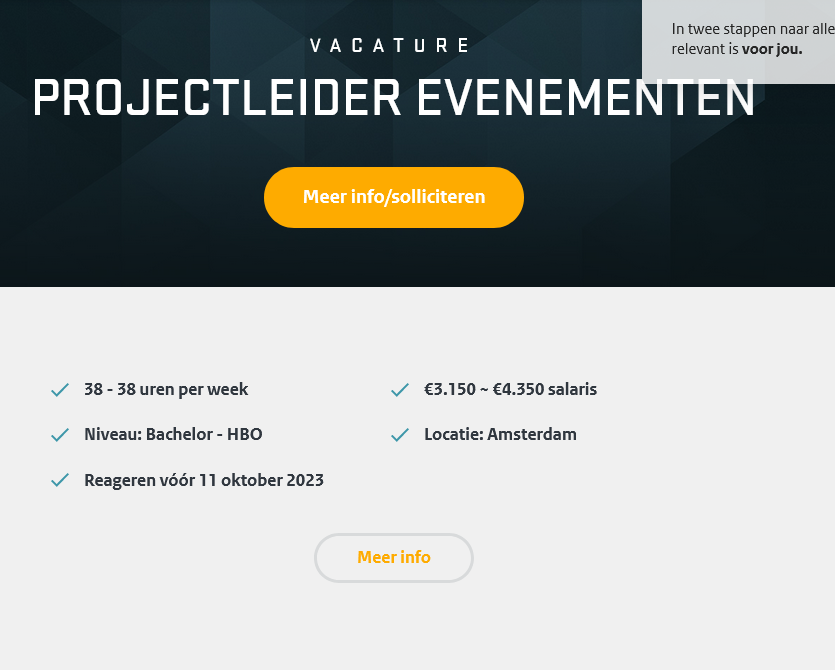 In twee stappen naar alle
relevant is voor jou.
VACATURE
PROJECTLEIDER EVENEMENTEN
Meer info/solliciteren
38 - 38 uren per week
€3.150 ~ €4.350 salaris
Niveau: Bachelor - HBO
Locatie: Amsterdam
Reageren vóór 11 oktober 2023
Meer info